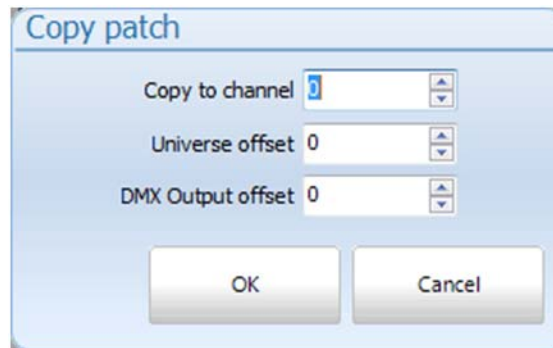 Copy patch
Copy to channel 0
Universe offset 0
DMX Output offset 0
OK Cancel